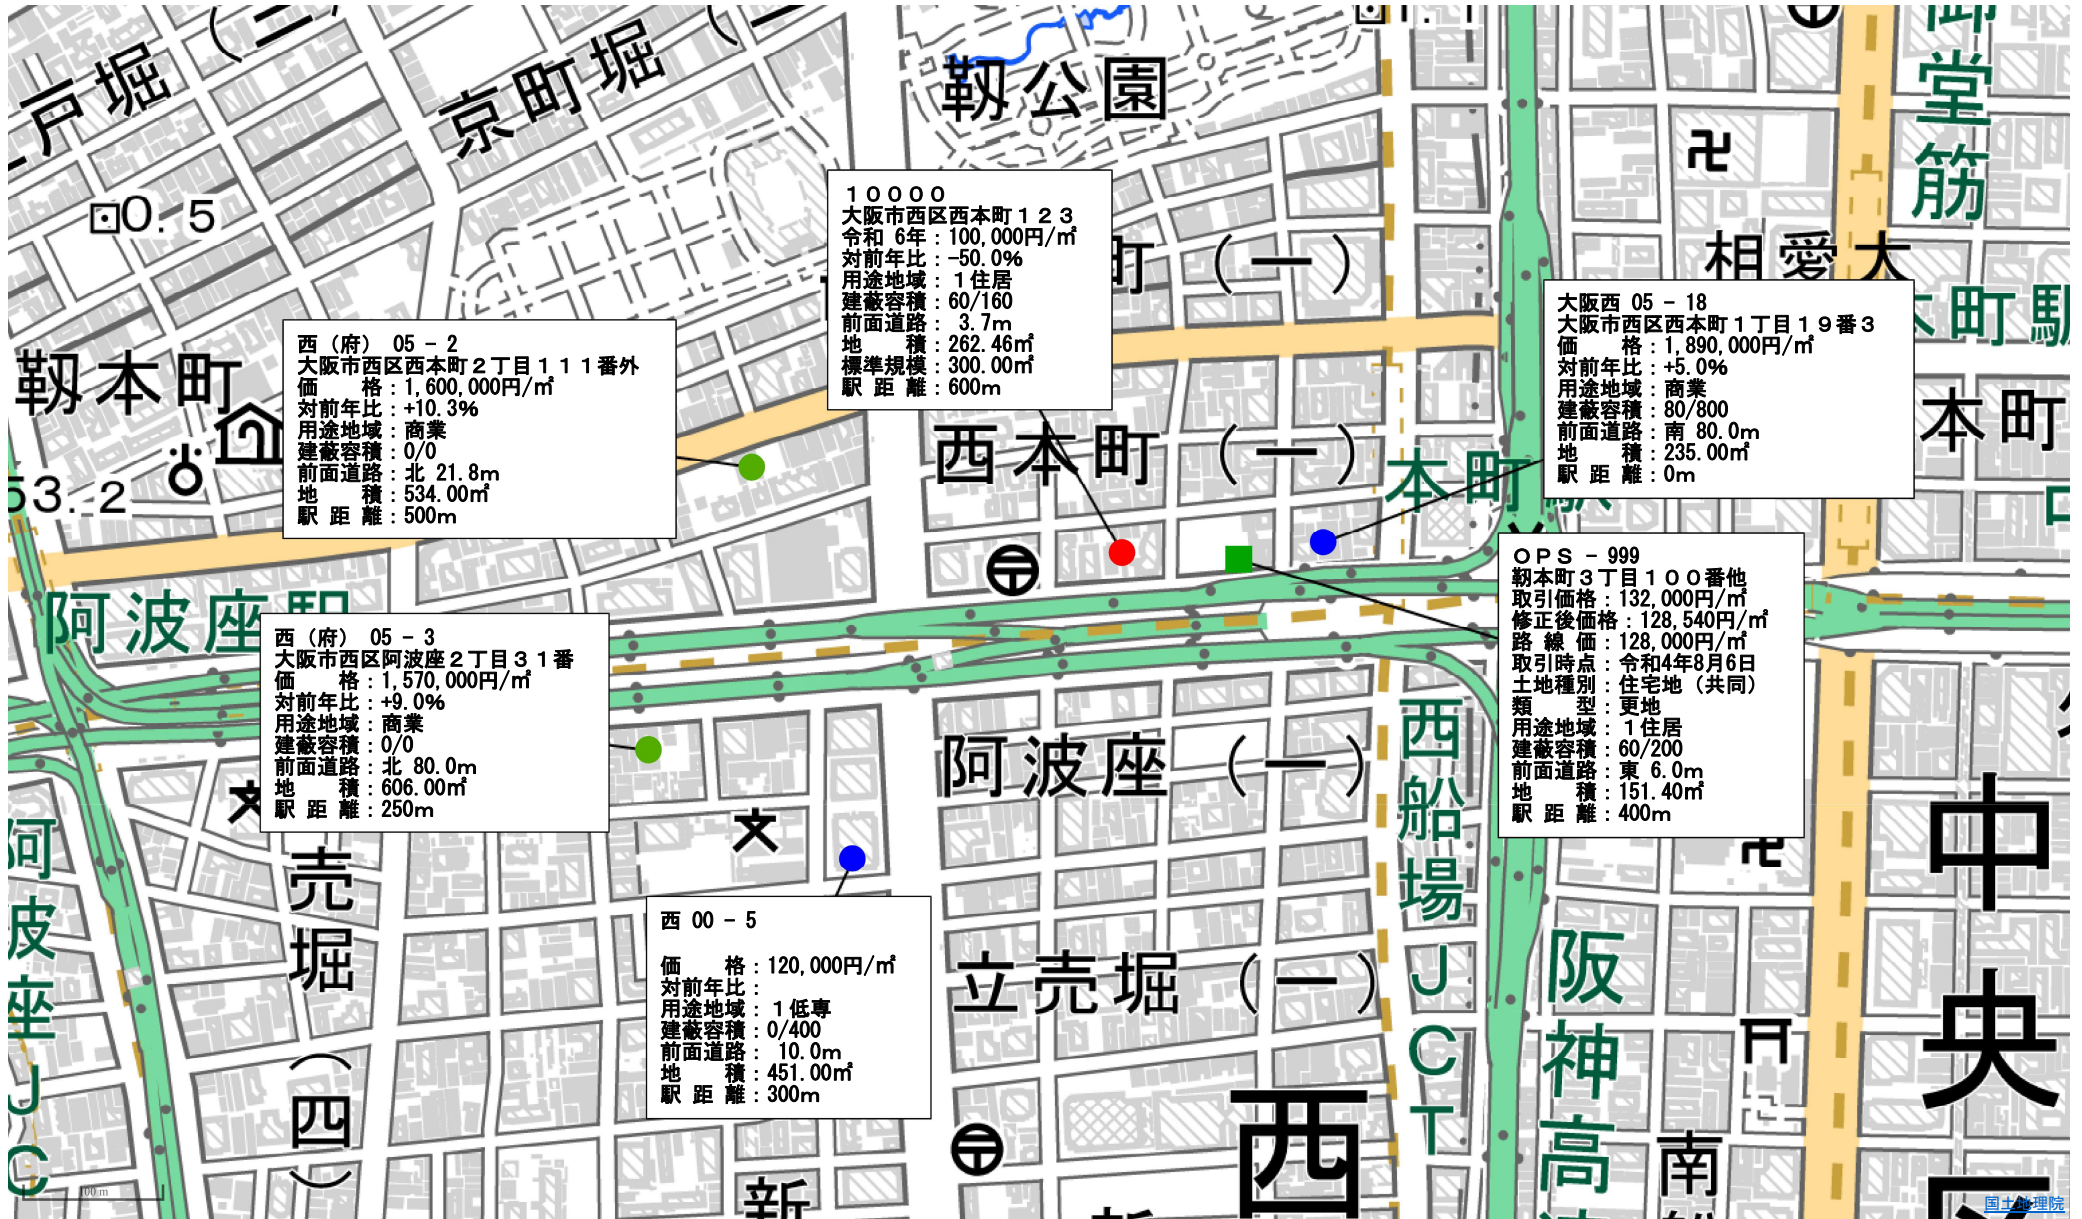 戸堀（三）
京町堀（一
靱公園
御堂筋
0.5
10000
大阪市西区西本町１２３
令和 6年：100,000円/㎡
対前年比：-50.0%
用途地域：１住居
建蔽容積：60/160
前面道路： 3.7m
地　　積：262.46㎡
標準規模：300.00㎡
駅 距 離：600m
町（一）
相愛大
本町駅
大阪西 05 - 18
大阪市西区西本町１丁目１９番３
価　　格：1,890,000円/㎡
対前年比：+5.0%
用途地域：商業
建蔽容積：80/800
前面道路：南 80.0m
地　　積：235.00㎡
駅 距 離：0m
西（府） 05 - 2
大阪市西区西本町２丁目１１１番外
価　　格：1,600,000円/㎡
対前年比：+10.3%
用途地域：商業
建蔽容積：0/0
前面道路：北 21.8m
地　　積：534.00㎡
駅 距 離：500m
靱本町
53.2
西本町（一）
本町駅
本町
ＯＰＳ - 999
靭本町３丁目１００番他
取引価格：132,000円/㎡
修正後価格：128,540円/㎡
路 線 価：128,000円/㎡
取引時点：令和4年8月6日
土地種別：住宅地（共同）
類　　型：更地
用途地域：１住居
建蔽容積：60/200
前面道路：東 6.0m
地　　積：151.40㎡
駅 距 離：400m
阿波座駅
西（府） 05 - 3
大阪市西区阿波座２丁目３１番
価　　格：1,570,000円/㎡
対前年比：+9.0%
用途地域：商業
建蔽容積：0/0
前面道路：北 80.0m
地　　積：606.00㎡
駅 距 離：250m
阿波座（一）
西船場ＪＣＴ
阿波座ＪＣ
売堀（四）
西 00 - 5
価　　格：120,000円/㎡
対前年比：
用途地域：１低専
建蔽容積：0/400
前面道路： 10.0m
地　　積：451.00㎡
駅 距 離：300m
立売堀（一）
阪神高
中央区
西
南船
新
100 m
国土地理院